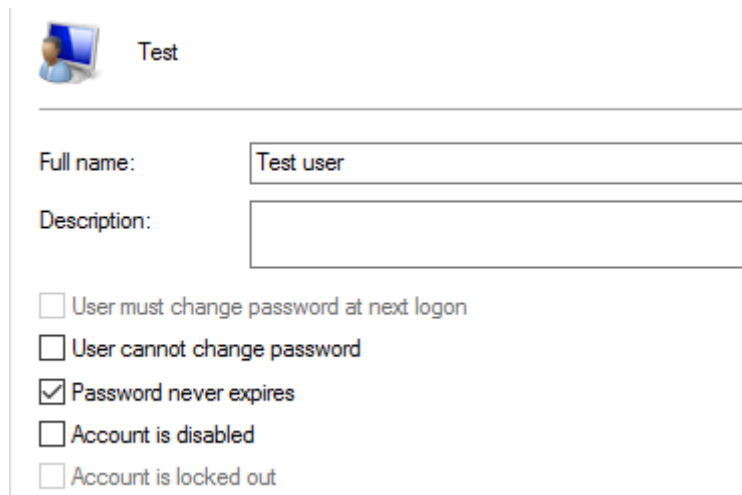 Test
Full name: Test user
Description:
User must change password at next logon
User cannot change password
Password never expires
Account is disabled
Account is locked out